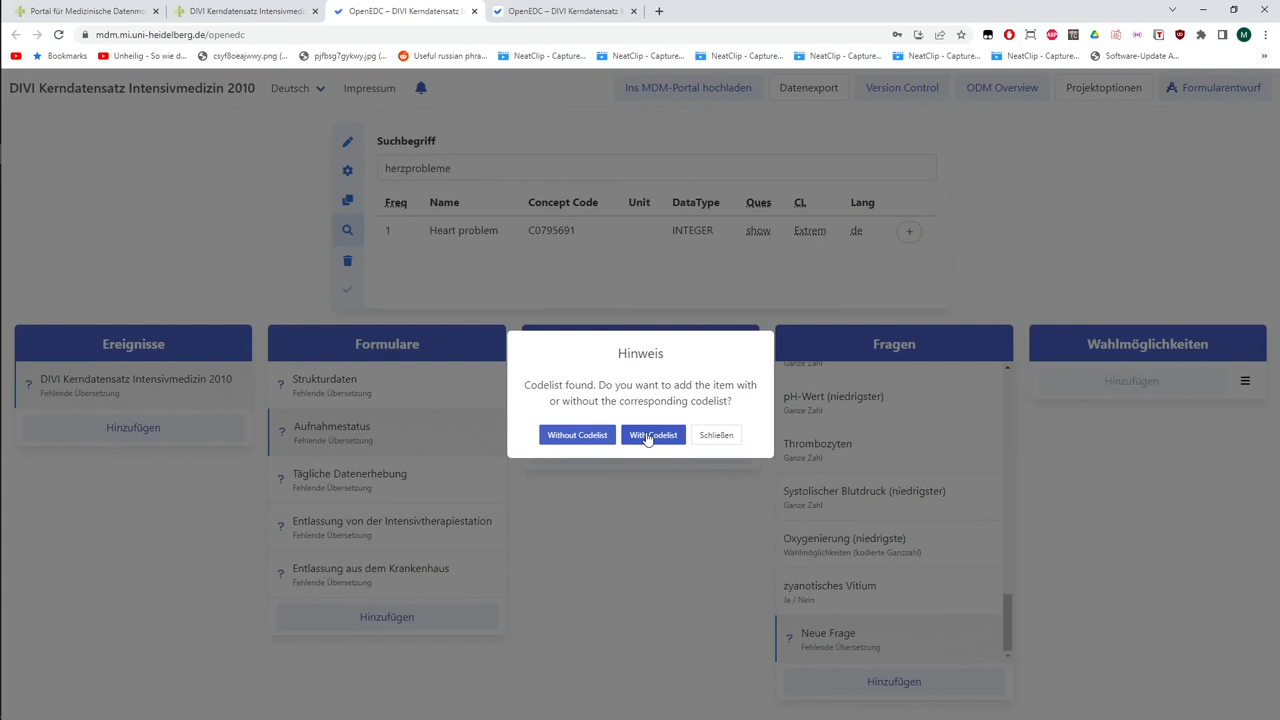 Portal für Medizinische Datenmo
DIVI Kerndatensatz Intensivmedizin
OpenEDC – DIVI Kerndatensatz I
OpenEDC – DIVI Kerndatensatz I
mdm.mi.uni-heidelberg.de/openedc
Bookmarks
Unheilig - So wie d...
csyf8oeajwwy.png (...
pjfbsg7gykwy.jpg (...
Useful russian phra...
NeatClip - Capture...
NeatClip - Capture...
NeatClip - Capture...
NeatClip - Capture...
NeatClip - Capture...
NeatClip - Capture...
Software-Update A...
DIVI Kerndatensatz Intensivmedizin 2010
Deutsch
Impressum
Ins MDM-Portal hochladen
Datenexport
Version Control
ODM Overview
Projektoptionen
Formularentwurf
Suchbegriff
herzprobleme
Freq Name Concept Code Unit DataType Ques CL Lang
1 Heart problem C0795691 INTEGER show Extrem de +
Ereignisse
? DIVI Kerndatensatz Intensivmedizin 2010
Fehlende Übersetzung
Hinzufügen
Formulare
? Strukturdaten
Fehlende Übersetzung
? Aufnahmestatus
Fehlende Übersetzung
? Tägliche Datenerhebung
Fehlende Übersetzung
? Entlassung von der Intensivtherapiestation
Fehlende Übersetzung
? Entlassung aus dem Krankenhaus
Fehlende Übersetzung
Hinzufügen
Hinweis
Codelist found. Do you want to add the item with
or without the corresponding codelist?
Without Codelist
With Codelist
Schließen
Fragen
Ganze Zahl
pH-Wert (niedrigster)
Ganze Zahl
Thrombozyten
Ganze Zahl
Systolischer Blutdruck (niedrigster)
Ganze Zahl
Oxygenierung (niedrigste)
Wahlmöglichkeiten (kodierte Ganzzahl)
zyanotisches Vitium
Ja / Nein
? Neue Frage
Fehlende Übersetzung
Hinzufügen
Wahlmöglichkeiten
Hinzufügen